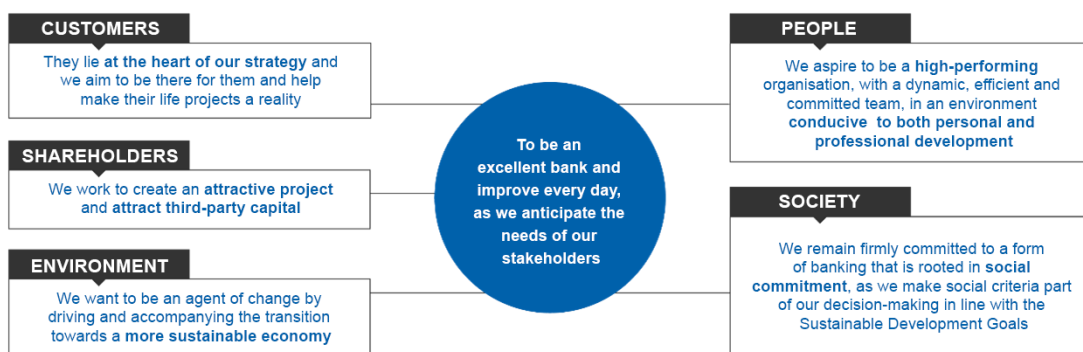 CUSTOMERS
They lie at the heart of our strategy and
we aim to be there for them and help
make their life projects a reality
SHAREHOLDERS
We work to create an attractive project
and attract third-party capital
ENVIRONMENT
We want to be an agent of change by
driving and accompanying the transition
towards a more sustainable economy
To be an
excellent bank and
improve every day,
as we anticipate the
needs of our
stakeholders
PEOPLE
We aspire to be a high-performing
organisation, with a dynamic, efficient and
committed team, in an environment
conducive to both personal and
professional development
SOCIETY
We remain firmly committed to a form
of banking that is rooted in social
commitment, as we make social criteria part
of our decision-making in line with the
Sustainable Development Goals